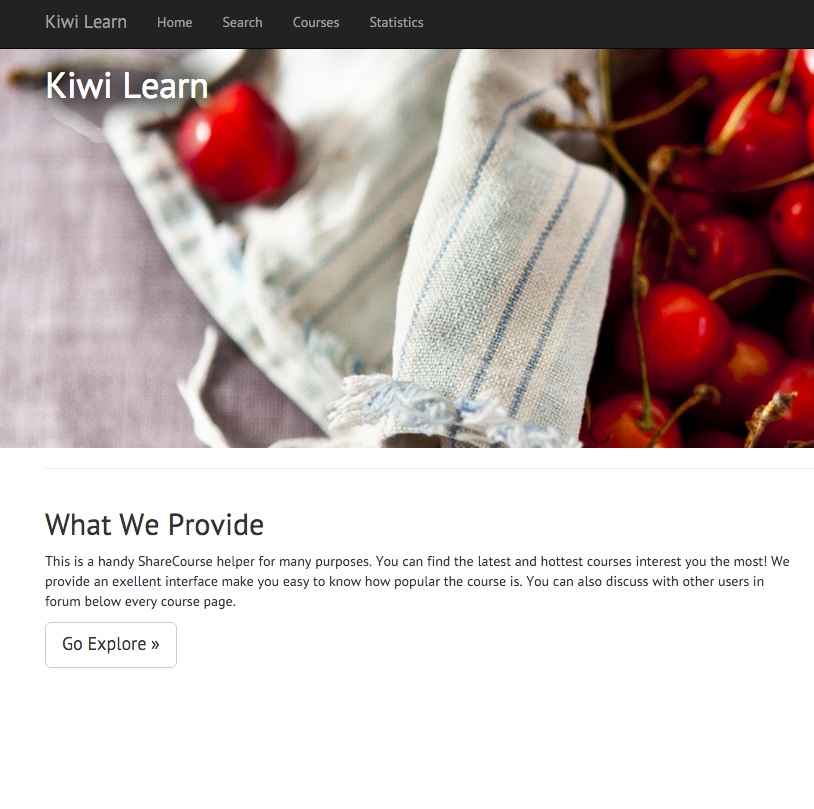 Kiwi Learn Home Search Courses Statistics
Kiwi Learn
What We Provide
This is a handy ShareCourse helper for many purposes. You can find the latest and hottest courses interest you the most! We
provide an exellent interface make you easy to know how popular the course is. You can also discuss with other users in
forum below every course page.
Go Explore »